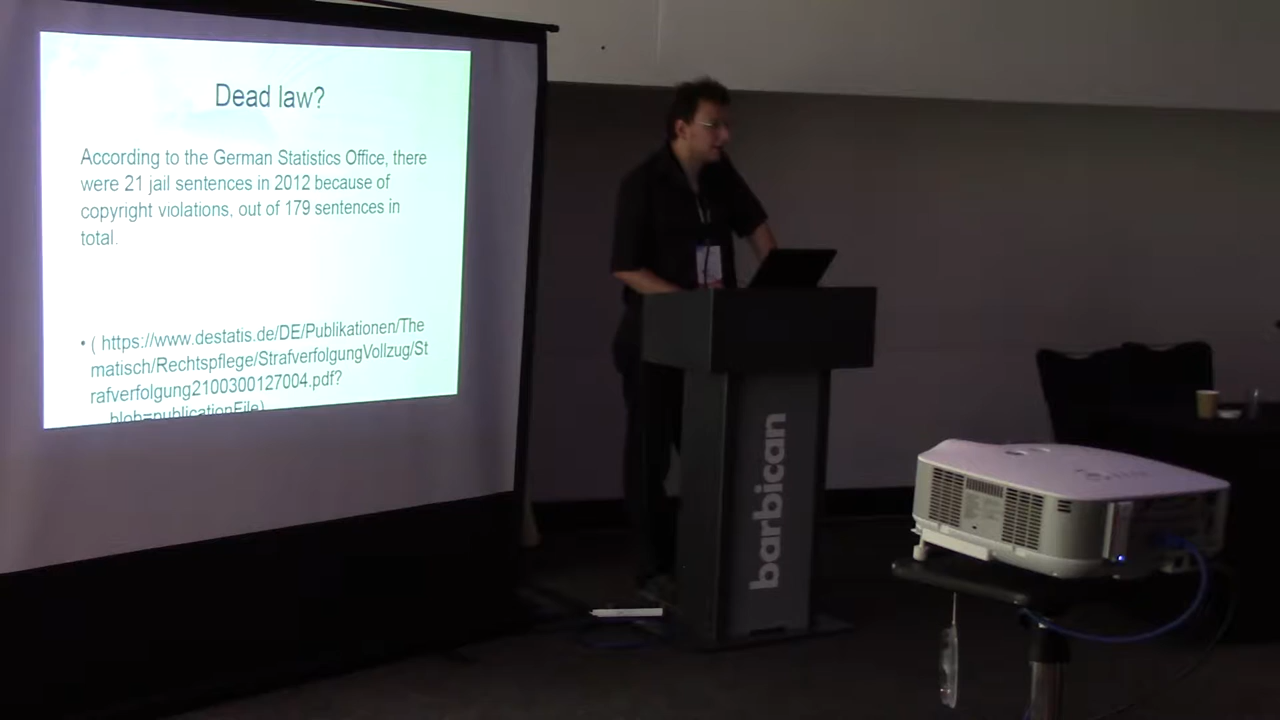 Dead law?
According to the German Statistics Office, there
were 21 jail sentences in 2012 because of
copyright violations, out of 179 sentences in
total.
• ( https://www.destatis.de/DE/Publikationen/The
matisch/Rechtspflege/StrafverfolgungVollzug/St
rafverfolgung2100300127004.pdf?
blob=publicationFile)
barbican